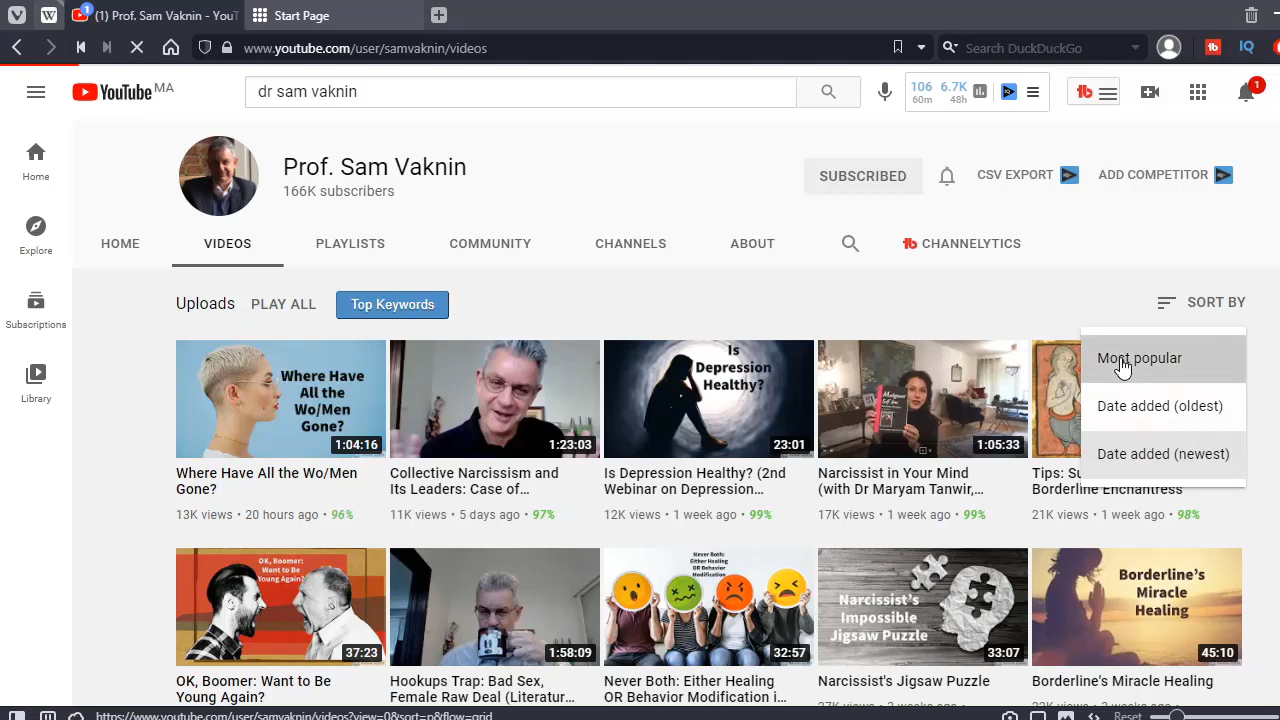 (1) Prof. Sam Vaknin - YouT
Start Page
www.youtube.com/user/samvaknin/videos
Search DuckDuckGo
YouTube MA
dr sam vaknin
106 6.7K
60m 48h
1
Prof. Sam Vaknin
166K subscribers
SUBSCRIBED
CSV EXPORT
ADD COMPETITOR
Home
Explore
Subscriptions
Library
HOME
VIDEOS
PLAYLISTS
COMMUNITY
CHANNELS
ABOUT
CHANNELYTICS
Uploads
PLAY ALL
Top Keywords
SORT BY
Most popular
Date added (oldest)
Date added (newest)
Where Have
All the
Wo/Men
Gone?
1:04:16
Where Have All the Wo/Men
Gone?
13K views • 20 hours ago • 96%
1:23:03
Collective Narcissism and
Its Leaders: Case of...
11K views • 5 days ago • 97%
Is
Depression
Healthy?
23:01
Is Depression Healthy? (2nd
Webinar on Depression...
12K views • 1 week ago • 99%
1:05:33
Narcissist in Your Mind
(with Dr Maryam Tanwir,...
17K views • 1 week ago • 99%
Tips: Su
Borderline Enchantress
21K views • 1 week ago • 98%
OK, Boomer:
Want to Be
Young Again?
37:23
OK, Boomer: Want to Be
Young Again?
1:58:09
Hookups Trap: Bad Sex,
Female Raw Deal (Literatur...
Never Both:
Either Healing
OR Behavior
Modification
32:57
Never Both: Either Healing
OR Behavior Modification i...
Narcissist's
Impossible
Jigsaw Puzzle
33:07
Narcissist's Jigsaw Puzzle
Borderline's
Miracle
Healing
45:10
Borderline's Miracle Healing
https://www.youtube.com/user/samvaknin/videos?view=0&sort=p&flow=grid
Reset